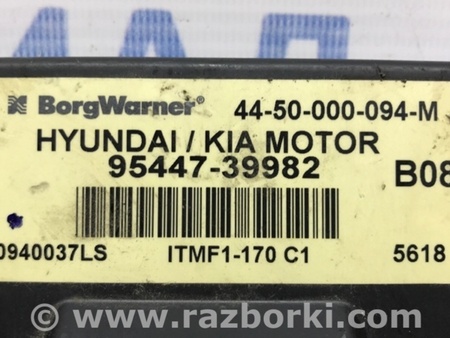 BorgWarner® 44-50-000-094-M
HYUNDAI / KIA MOTOR
95447-39982
B08
0940037LS ITMF1-170 C1 5618
© www.razborki.com